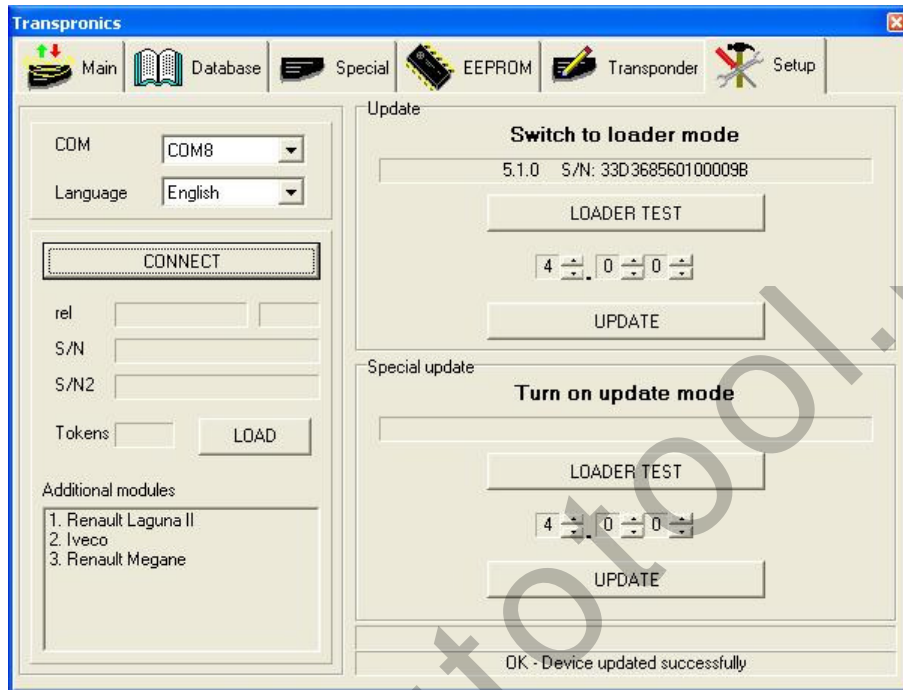 Transpronics
Main
Database
Special
EEPROM
Transponder
Setup
COM
COM8
Language
English
CONNECT
rel
S/N
S/N2
Tokens
LOAD
Additional modules
1. Renault Laguna II
2. Iveco
3. Renault Megane
Update
Switch to loader mode
5.1.0 S/N: 33D368560100009B
LOADER TEST
4 . 0 0
UPDATE
Special update
Turn on update mode
LOADER TEST
4 . 0 0
UPDATE
OK - Device updated successfully